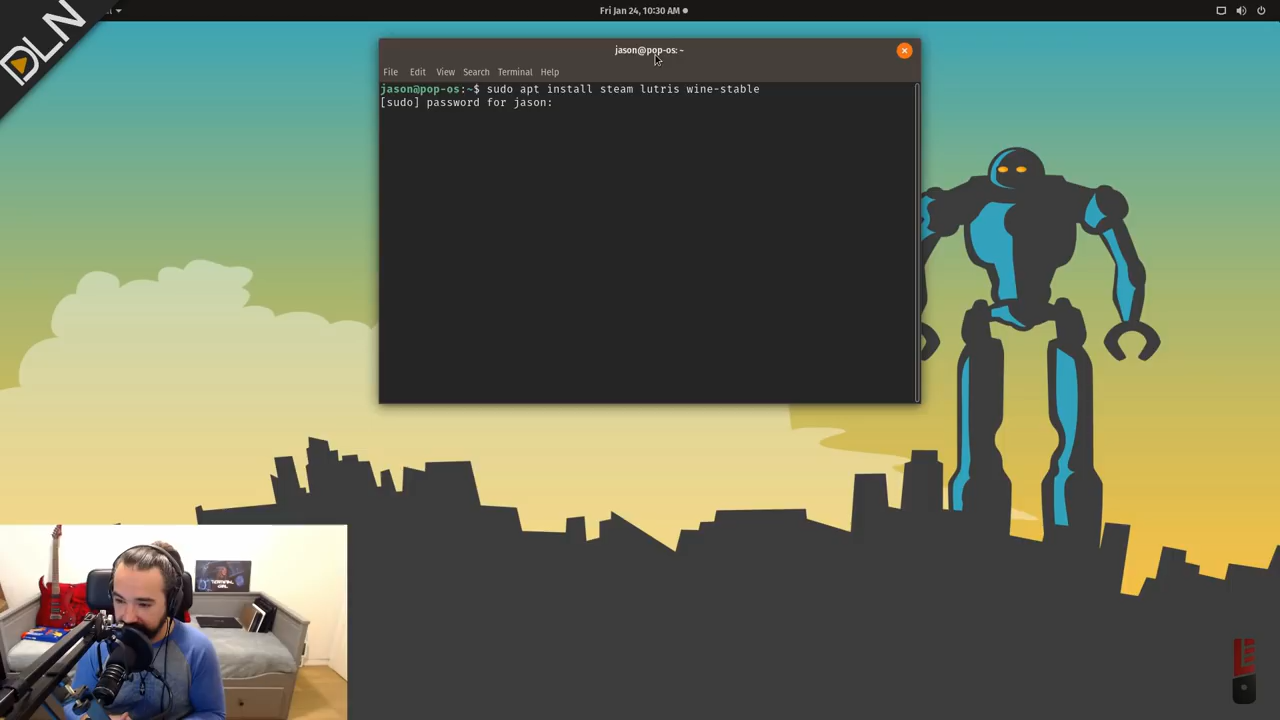 DLN
Fri Jan 24, 10:30 AM
jason@pop-os: ~
File Edit View Search Terminal Help
jason@pop-os:~$ sudo apt install steam lutris wine-stable
[sudo] password for jason: